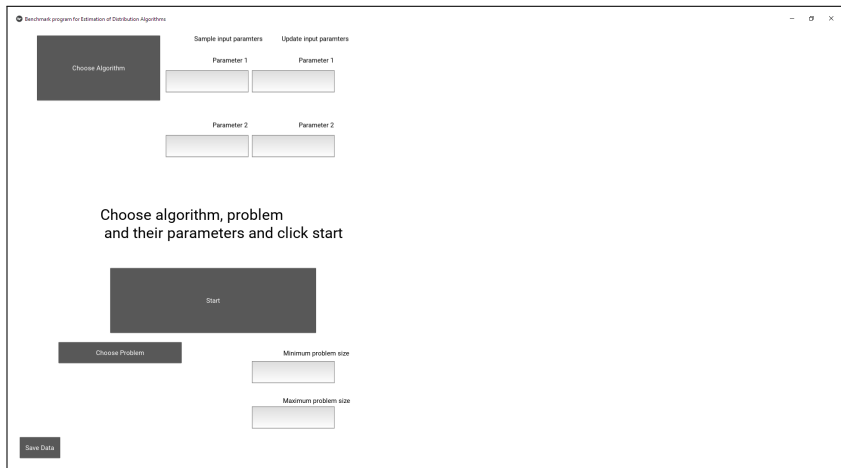 Benchmark program for Estimation of Distribution Algorithms
Sample input paramters
Update input paramters
Choose Algorithm
Parameter 1
Parameter 1
Parameter 2
Parameter 2
Choose algorithm, problem
and their parameters and click start
Start
Choose Problem
Minimum problem size
Maximum problem size
Save Data